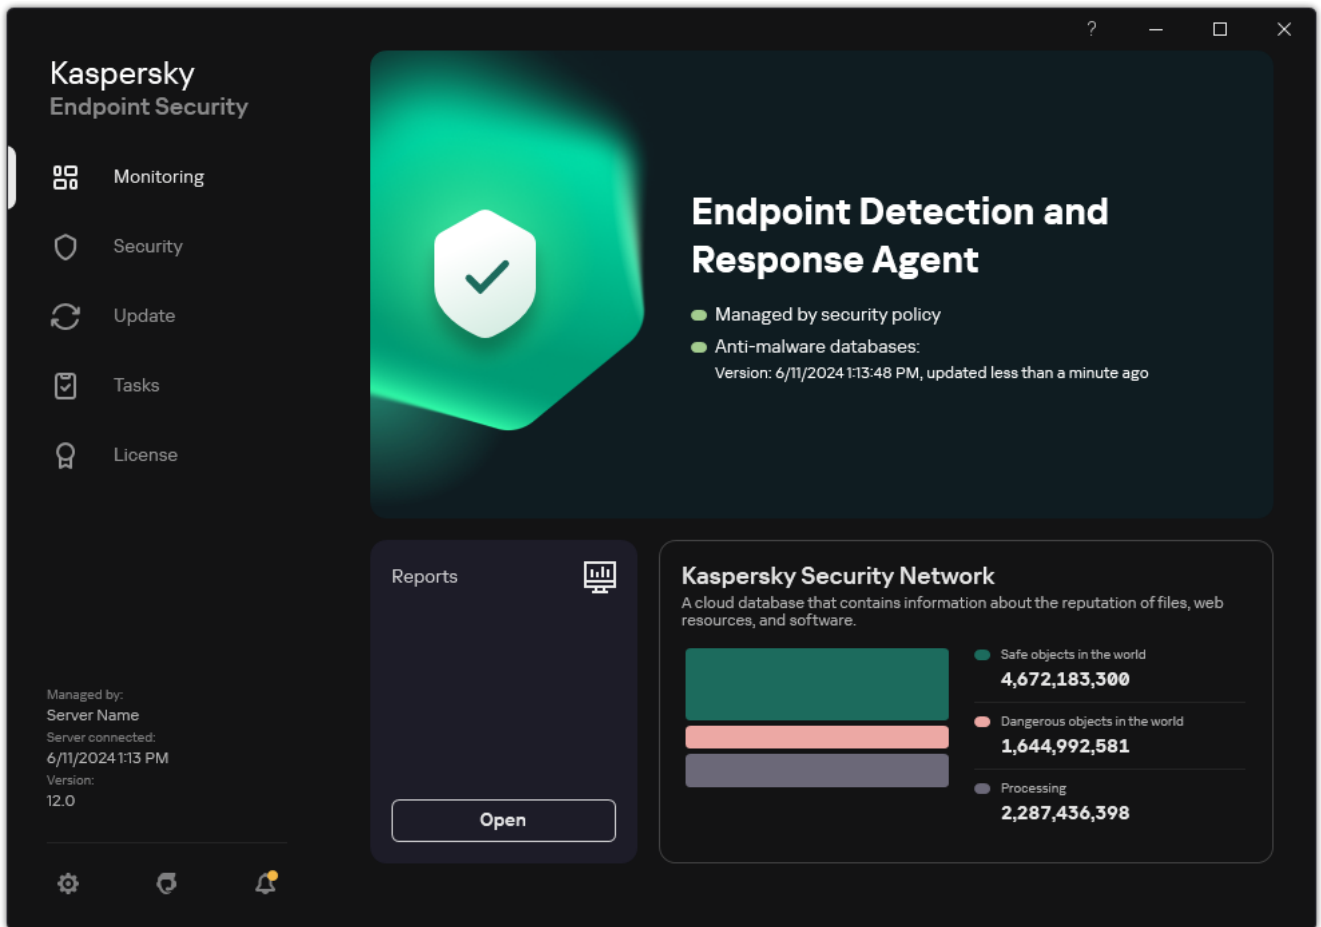 ?
Kaspersky
Endpoint Security
Monitoring
Security
Update
Tasks
License
Managed by:
Server Name
Server connected:
6/11/2024 1:13 PM
Version:
12.0
Endpoint Detection and
Response Agent
Managed by security policy
Anti-malware databases:
Version: 6/11/2024 1:13:48 PM, updated less than a minute ago
Reports
Open
Kaspersky Security Network
A cloud database that contains information about the reputation of files, web
resources, and software.
Safe objects in the world
4,672,183,300
Dangerous objects in the world
1,644,992,581
Processing
2,287,436,398